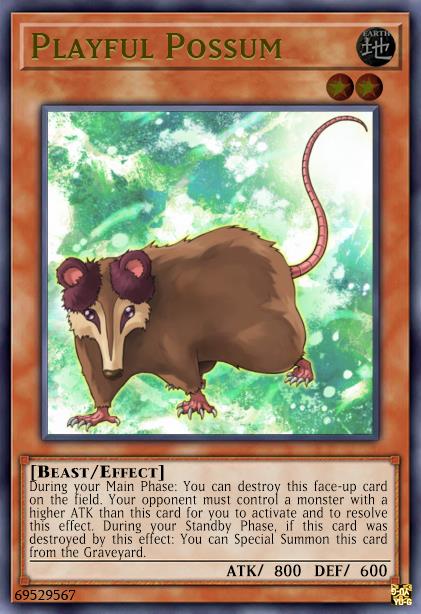 PLAYFUL POSSUM
EARTH
地
[BEAST/EFFECT]
During your Main Phase: You can destroy this face-up card
on the field. Your opponent must control a monster with a
higher ATK than this card for you to activate and to resolve
this effect. During your Standby Phase, if this card was
destroyed by this effect: You can Special Summon this card
from the Graveyard.
ATK/ 800 DEF/ 600
69529567